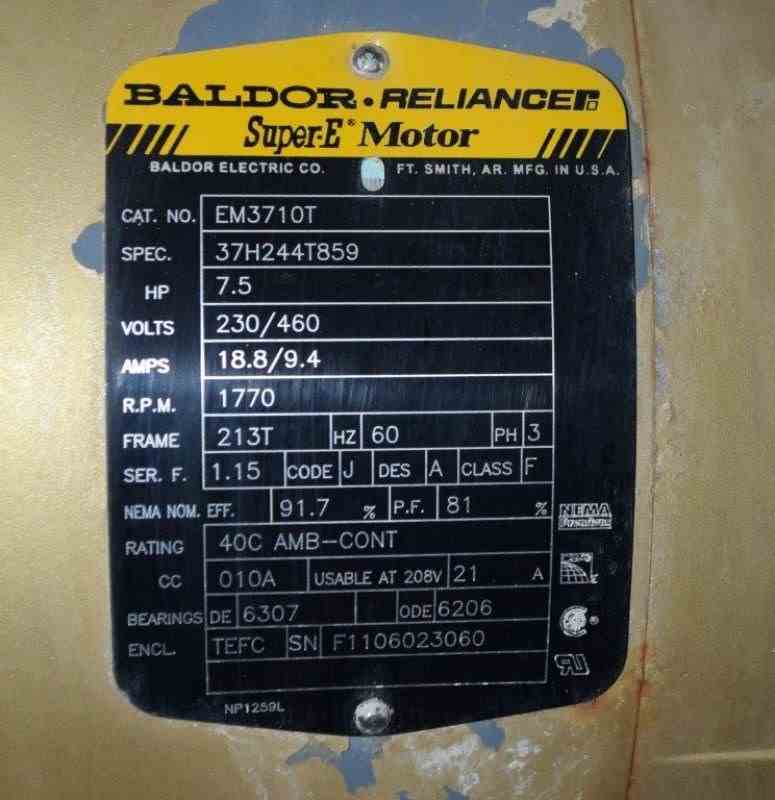 BALDOR • RELIANCER
Super-E® Motor
BALDOR ELECTRIC CO. FT. SMITH, AR. MFG. IN U.S.A.
CAT. NO. EM3710T
SPEC. 37H244T859
HP 7.5
VOLTS 230/460
AMPS 18.8/9.4
R.P.M. 1770
FRAME 213T HZ 60 PH 3
SER. F. 1.15 CODE J DES A CLASS F
NEMA NOM. EFF. 91.7 % P.F. 81 %
NEMA
Premium
RATING 40C AMB-CONT
CC 010A USABLE AT 208V 21 A
BEARINGS DE 6307 ODE 6206
ENCL. TEFC SN F1106023060
NP1259L